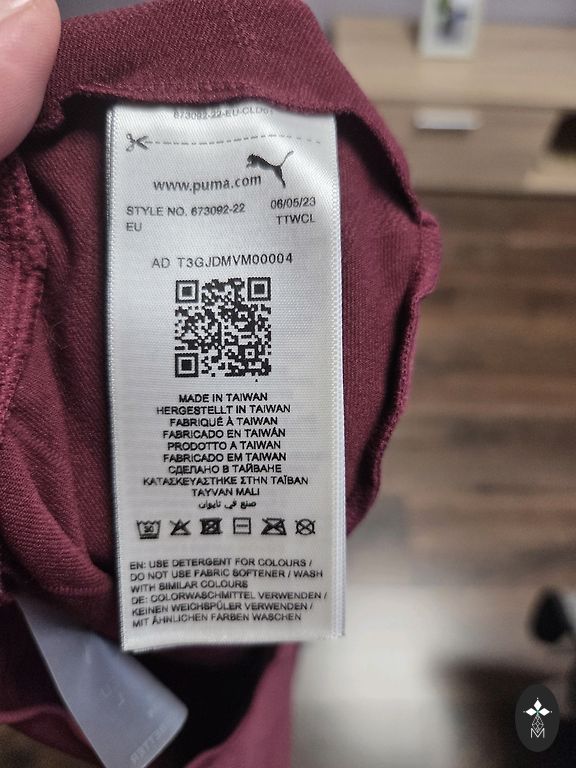 673092-22-EU-CLD01
www.puma.com
STYLE NO. 673092-22 06/05/23
EU TTWCL
AD T3GJDMVM00004
MADE IN TAIWAN
HERGESTELLT IN TAIWAN
FABRIQUÉ À TAIWAN
FABRICADO EN TAIWÁN
PRODOTTO A TAIWAN
FABRICADO EM TAIWAN
СДЕЛАНО В ТАЙВАНЕ
ΚΑΤΑΣΚΕΥΑΣΤΗΚΕ ΣΤΗΝ ΤΑΪΒΑΝ
TAYVAN MALI
صنع في تايوان
30
EN: USE DETERGENT FOR COLOURS /
DO NOT USE FABRIC SOFTENER / WASH
WITH SIMILAR COLOURS
DE: COLORWASCHMITTEL VERWENDEN /
KEINEN WEICHSPÜLER VERWENDEN /
MIT ÄHNLICHEN FARBEN WASCHEN
M